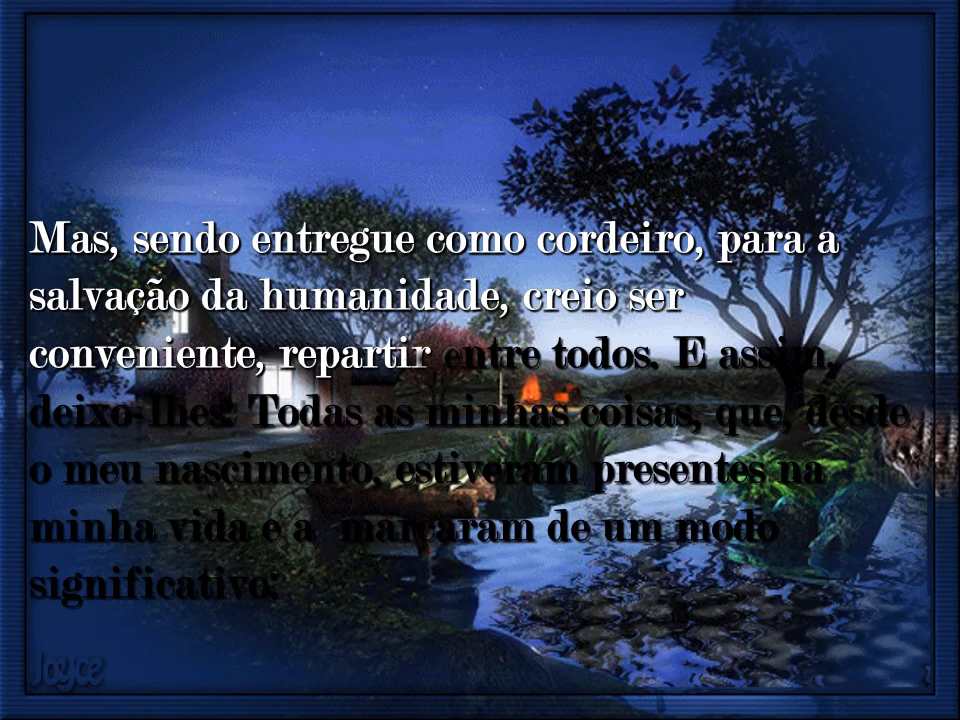 Mas, sendo entregue como cordeiro, para a
salvação da humanidade, creio ser
conveniente, repartir entre todos. E assim,
deixo-lhes: Todas as minhas coisas, que, desde
o meu nascimento, estiveram presentes na
minha vida e a marcaram de um modo
significativo:
Joyce